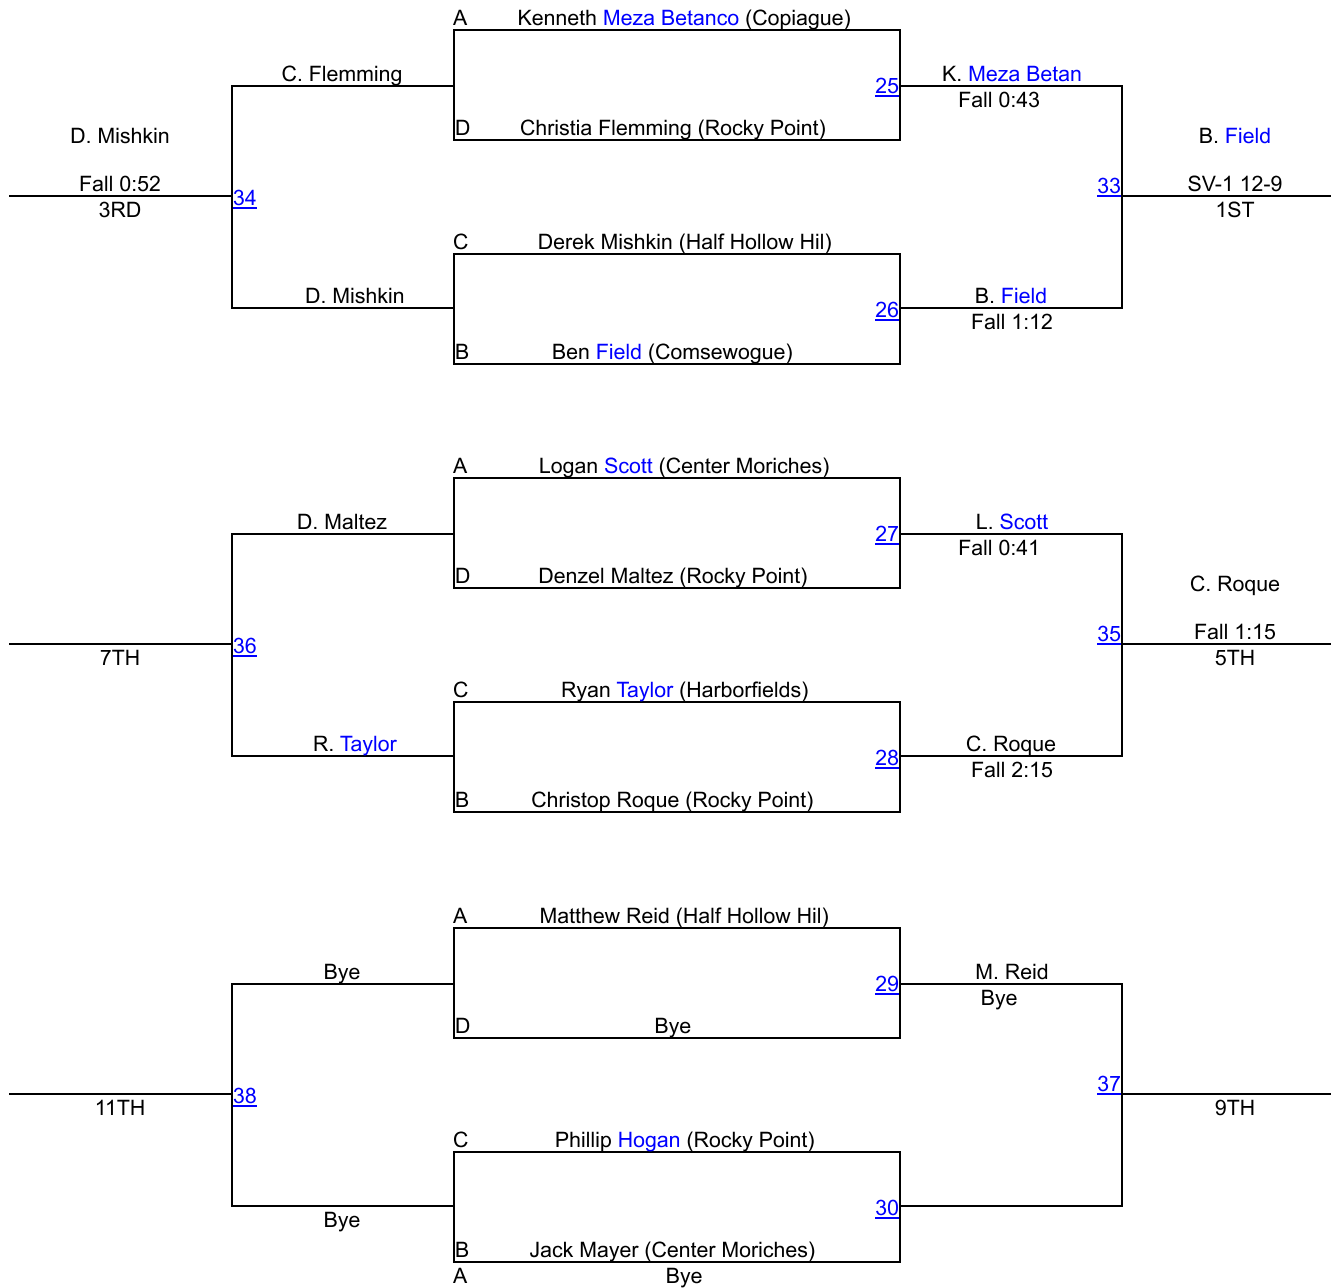 A Kenneth Meza Betanco (Copiague)
C. Flemming
25
K. Meza Betan
Fall 0:43
D Christia Flemming (Rocky Point)
D. Mishkin
B. Field
Fall 0:52
34
3RD
33
SV-1 12-9
1ST
C Derek Mishkin (Half Hollow Hil)
D. Mishkin
26
B. Field
Fall 1:12
B Ben Field (Comsewogue)
A Logan Scott (Center Moriches)
D. Maltez
27
L. Scott
Fall 0:41
D Denzel Maltez (Rocky Point)
C. Roque
36
7TH
35
Fall 1:15
5TH
C Ryan Taylor (Harborfields)
R. Taylor
28
C. Roque
Fall 2:15
B Christop Roque (Rocky Point)
A Matthew Reid (Half Hollow Hil)
Bye
29
M. Reid
Bye
D Bye
38
11TH
37
9TH
C Phillip Hogan (Rocky Point)
Bye
30
B Jack Mayer (Center Moriches)
A Bye